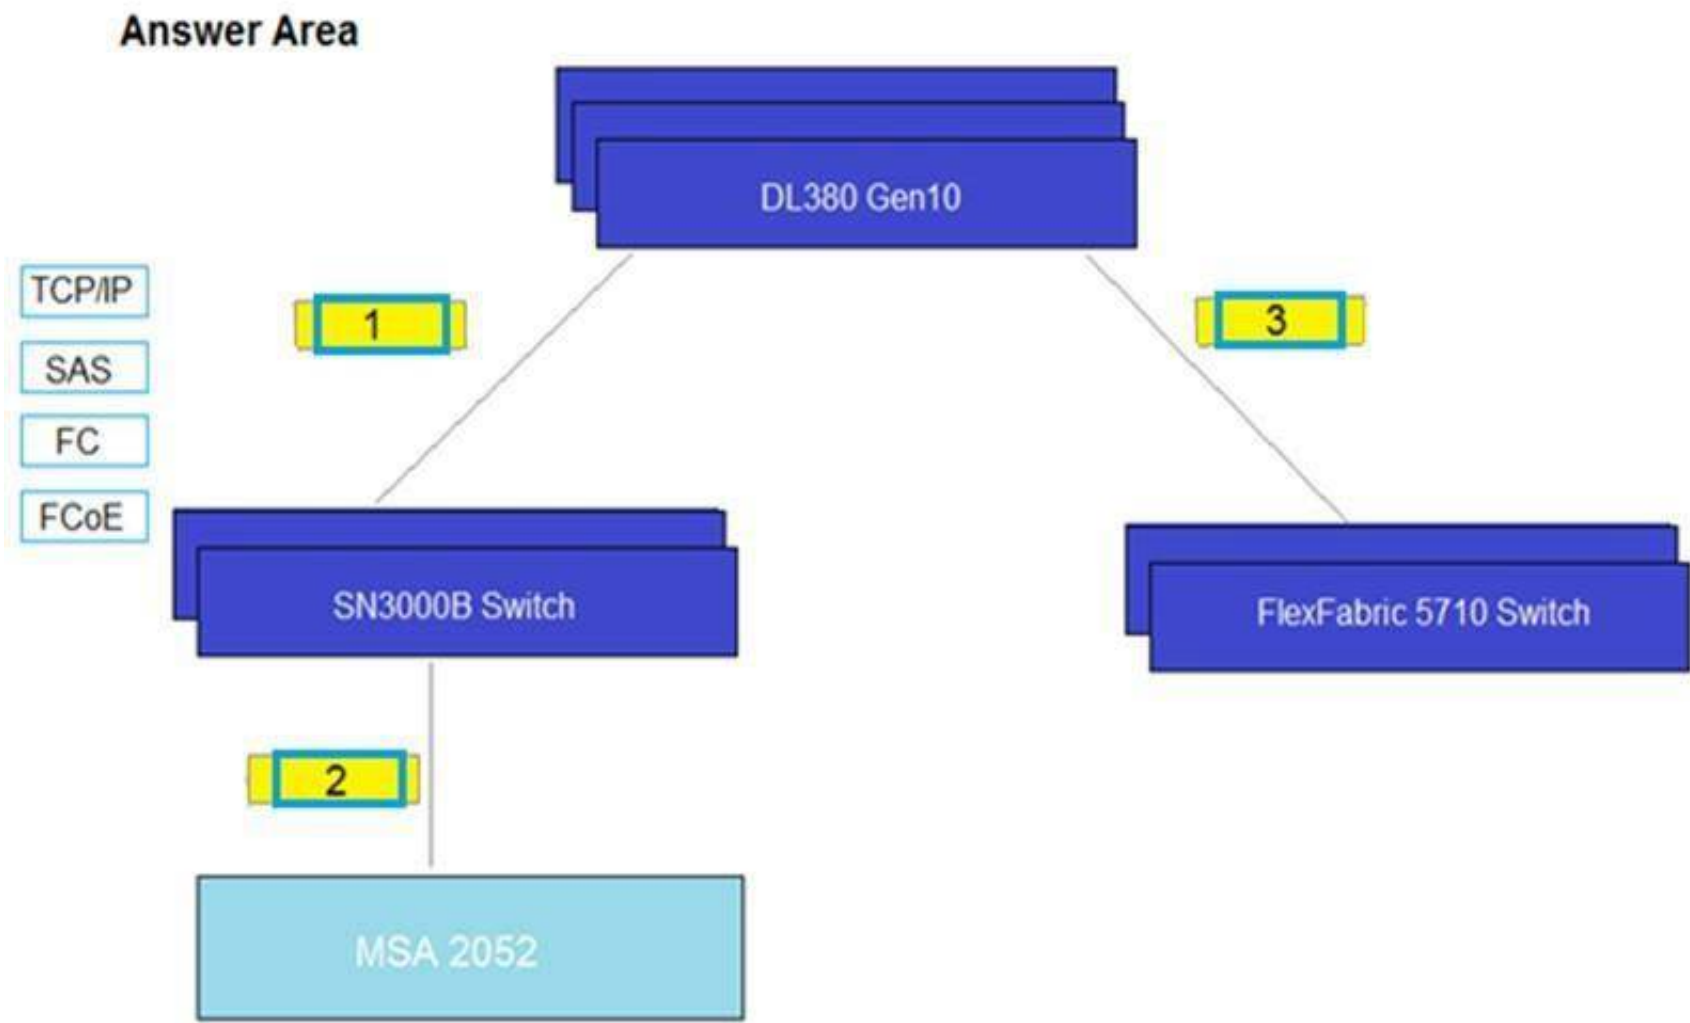 Answer Area
DL380 Gen10
TCP/IP
SAS
FC
FCoE
1
3
SN3000B Switch
FlexFabric 5710 Switch
2
MSA 2052